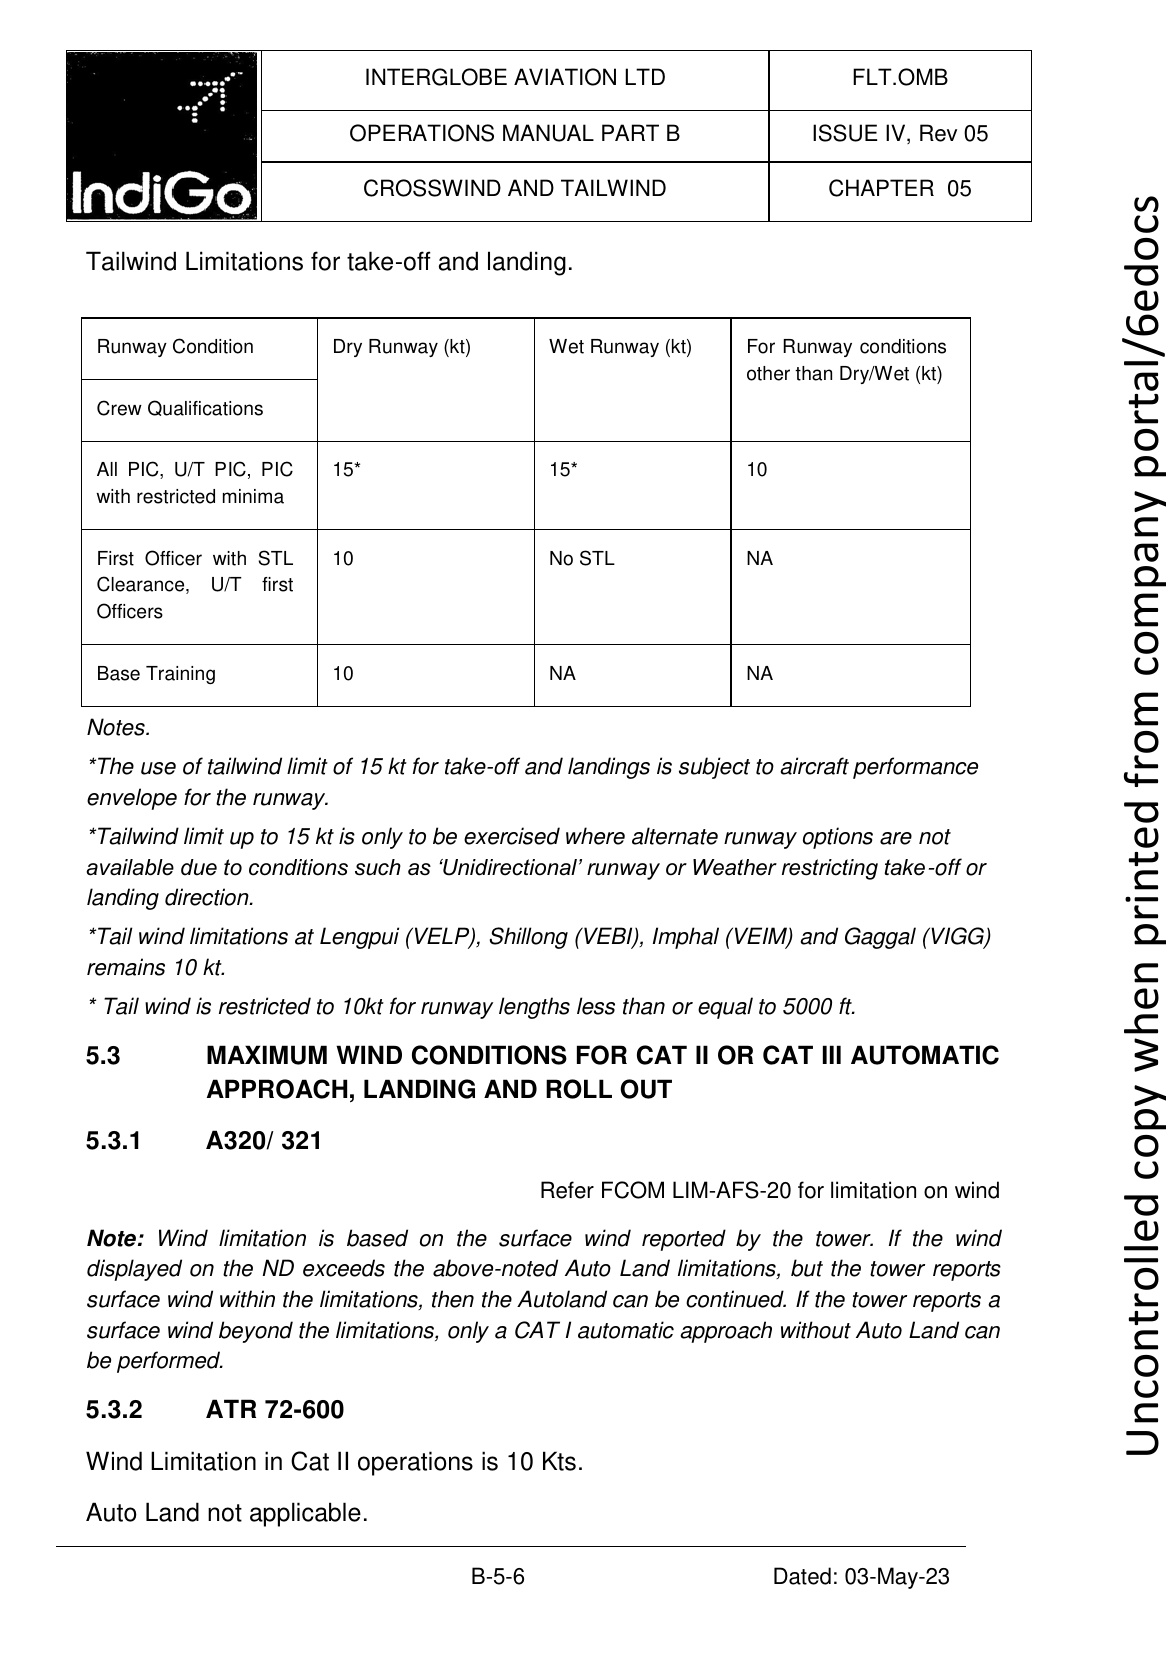 IndiGo
INTERGLOBE AVIATION LTD
FLT.OMB
OPERATIONS MANUAL PART B
ISSUE IV, Rev 05
CROSSWIND AND TAILWIND
CHAPTER  05
Tailwind Limitations for take-off and landing.
Runway Condition
Dry Runway (kt)
Wet Runway (kt)
For Runway conditions
other than Dry/Wet (kt)
Crew Qualifications
All PIC, U/T PIC, PIC
with restricted minima
15*
15*
10
First Officer with STL
Clearance, U/T first
Officers
10
No STL
NA
Base Training
10
NA
NA
Notes.
*The use of tailwind limit of 15 kt for take-off and landings is subject to aircraft performance
envelope for the runway.
*Tailwind limit up to 15 kt is only to be exercised where alternate runway options are not
available due to conditions such as ‘Unidirectional’ runway or Weather restricting take-off or
landing direction.
*Tail wind limitations at Lengpui (VELP), Shillong (VEBI), Imphal (VEIM) and Gaggal (VIGG)
remains 10 kt.
* Tail wind is restricted to 10kt for runway lengths less than or equal to 5000 ft.
5.3 MAXIMUM WIND CONDITIONS FOR CAT II OR CAT III AUTOMATIC
APPROACH, LANDING AND ROLL OUT
5.3.1 A320/ 321
Refer FCOM LIM-AFS-20 for limitation on wind
Note: Wind limitation is based on the surface wind reported by the tower. If the wind
displayed on the ND exceeds the above-noted Auto Land limitations, but the tower reports
surface wind within the limitations, then the Autoland can be continued. If the tower reports a
surface wind beyond the limitations, only a CAT I automatic approach without Auto Land can
be performed.
5.3.2 ATR 72-600
Wind Limitation in Cat II operations is 10 Kts.
Auto Land not applicable.
B-5-6
Dated: 03-May-23
Uncontrolled copy when printed from company portal/6edocs